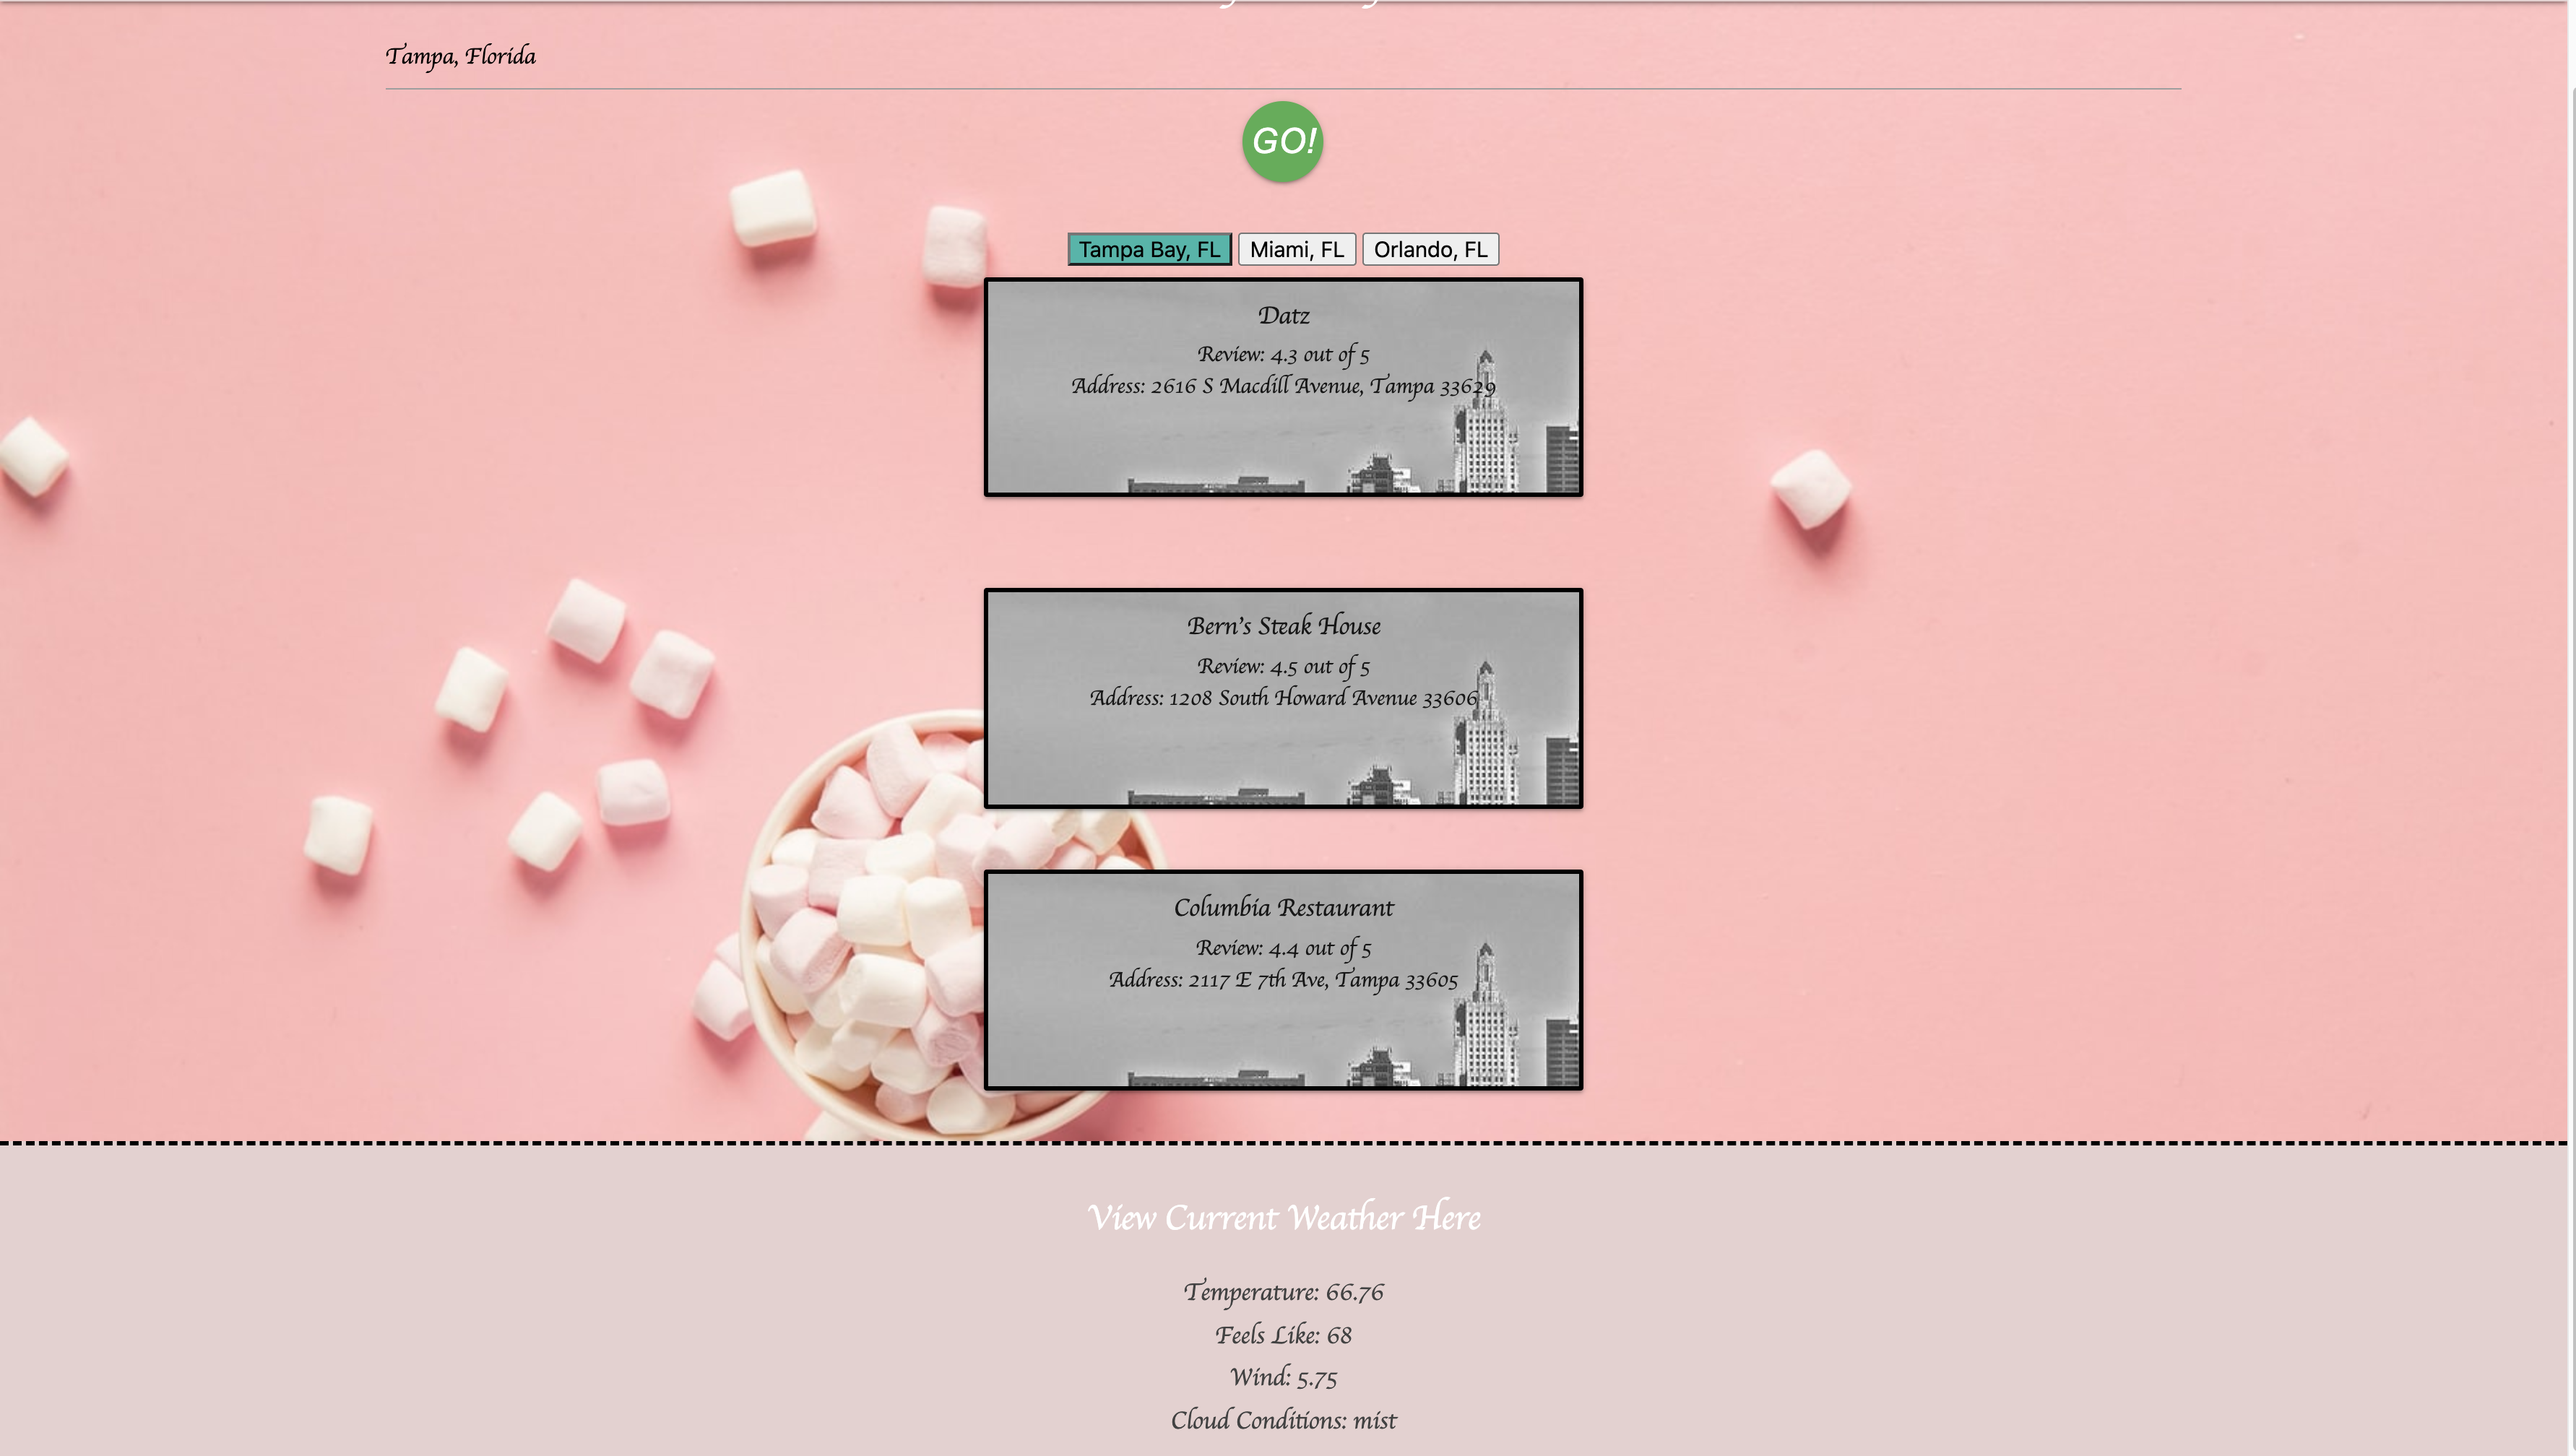 Tampa, Florida
GO!
Tampa Bay, FL Miami, FL Orlando, FL
Datz
Review: 4.3 out of 5
Address: 2616 S Macdill Avenue, Tampa 33629
Bern's Steak House
Review: 4.5 out of 5
Address: 1208 South Howard Avenue 33606
Columbia Restaurant
Review: 4.4 out of 5
Address: 2117 E 7th Ave, Tampa 33605
View Current Weather Here
Temperature: 66.76
Feels Like: 68
Wind: 5.75
Cloud Conditions: mist